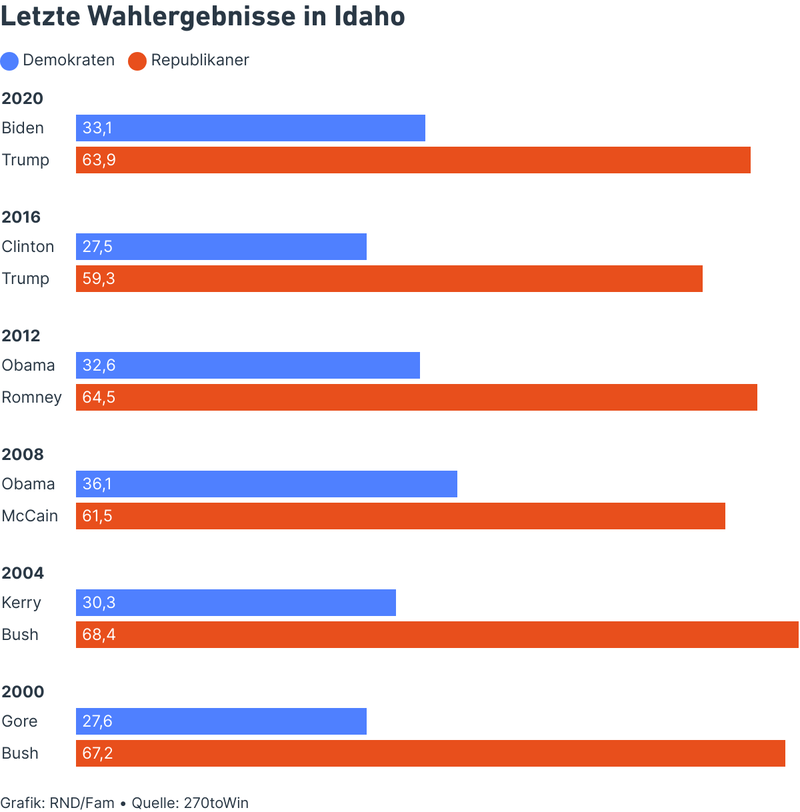 Letzte Wahlergebnisse in Idaho
Demokraten Republikaner
2020
Biden 33,1
Trump 63,9
2016
Clinton 27,5
Trump 59,3
2012
Obama 32,6
Romney 64,5
2008
Obama 36,1
McCain 61,5
2004
Kerry 30,3
Bush 68,4
2000
Gore 27,6
Bush 67,2
Grafik: RND/Fam • Quelle: 270toWin